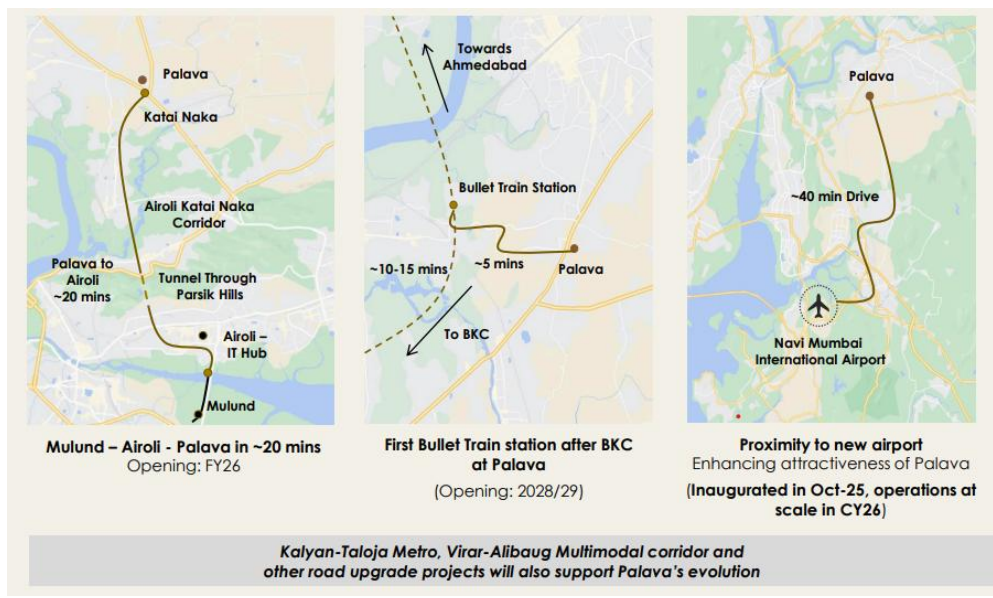 Palava
Katai Naka
Airoli Katai Naka
Corridor
Palava to
Airoli
~20 mins
Tunnel Through
Parsik Hills
Airoli –
IT Hub
Mulund
Mulund – Airoli - Palava in ~20 mins
Opening: FY26
Towards
Ahmedabad
Bullet Train Station
~10-15 mins
~5 mins
Palava
To BKC
First Bullet Train station after BKC
at Palava
(Opening: 2028/29)
Palava
~40 min Drive
Navi Mumbai
International Airport
Proximity to new airport
Enhancing attractiveness of Palava
(Inaugurated in Oct-25, operations at
scale in CY26)
Kalyan-Taloja Metro, Virar-Alibaug Multimodal corridor and
other road upgrade projects will also support Palava's evolution